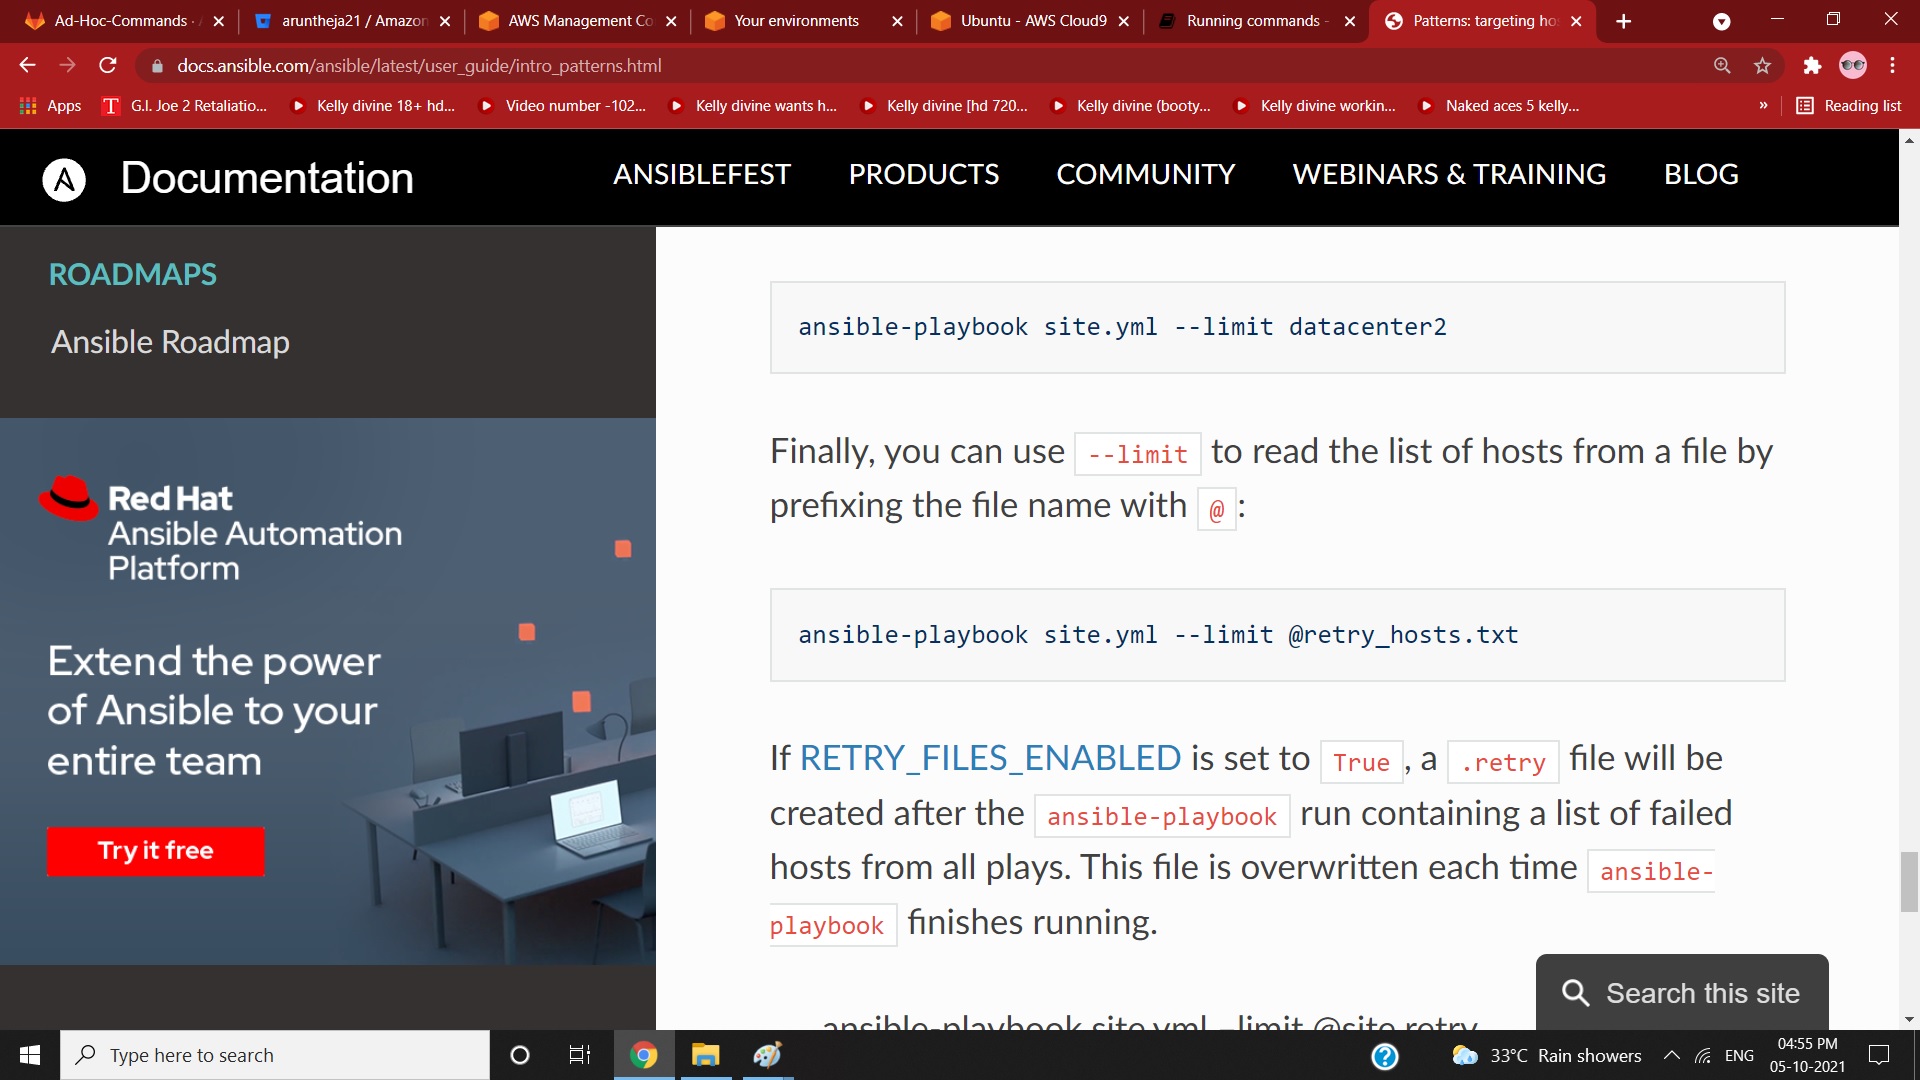 Ad-Hoc-Commands ·
aruntheja21 / Amazon
AWS Management Co
Your environments
Ubuntu - AWS Cloud9
Running commands -
Patterns: targeting ho
docs.ansible.com/ansible/latest/user_guide/intro_patterns.html
Apps
G.I. Joe 2 Retaliatio...
Kelly divine 18+ hd...
Video number -102...
Kelly divine wants h...
Kelly divine [hd 720...
Kelly divine (booty...
Kelly divine workin...
Naked aces 5 kelly...
»
Reading list
Documentation
ANSIBLEFEST
PRODUCTS
COMMUNITY
WEBINARS & TRAINING
BLOG
ROADMAPS
Ansible Roadmap
Red Hat
Ansible Automation
Platform
Extend the power
of Ansible to your
entire team
Try it free
ansible-playbook site.yml --limit datacenter2
Finally, you can use --limit to read the list of hosts from a file by
prefixing the file name with @ :
ansible-playbook site.yml --limit @retry_hosts.txt
If RETRY_FILES_ENABLED is set to True , a .retry file will be
created after the ansible-playbook run containing a list of failed
hosts from all plays. This file is overwritten each time ansible-
playbook finishes running.
ansible-playbook site.yml –limit @site.retry
Search this site
Type here to search
33°C Rain showers
ENG
04:55 PM
05-10-2021